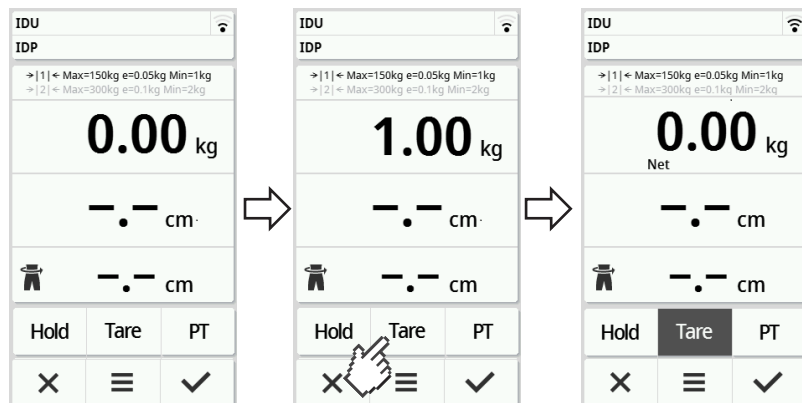 IDU
IDP
→|1|← Max=150kg e=0.05kg Min=1kg
→|2|← Max=300kg e=0.1kg Min=2kg
0.00 kg
–.– cm
–.– cm
Hold Tare PT
IDU
IDP
→|1|← Max=150kg e=0.05kg Min=1kg
→|2|← Max=300kg e=0.1kg Min=2kg
1.00 kg
–.– cm
–.– cm
Hold Tare PT
IDU
IDP
→|1|← Max=150kg e=0.05kg Min=1kg
→|2|← Max=300kg e=0.1kg Min=2kg
0.00 kg
Net
–.– cm
–.– cm
Hold Tare PT